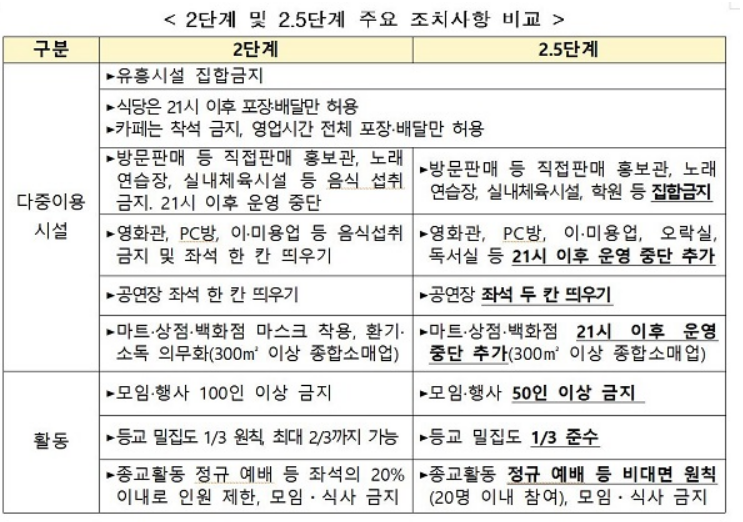 < 2단계 및 2.5단계 주요 조치사항 비교 >
구분 2단계 2.5단계
다중이용
시설
▸유흥시설 집합금지
▸식당은 21시 이후 포장·배달만 허용
▸카페는 착석 금지, 영업시간 전체 포장·배달만 허용
▸방문판매 등 직접판매 홍보관, 노래
연습장, 실내체육시설 등 음식 섭취
금지. 21시 이후 운영 중단
▸방문판매 등 직접판매 홍보관, 노래
연습장, 실내체육시설, 학원 등 집합금지
▸영화관, PC방, 이·미용업 등 음식섭취
금지 및 좌석 한 칸 띄우기
▸영화관, PC방, 이·미용업, 오락실,
독서실 등 21시 이후 운영 중단 추가
▸공연장 좌석 한 칸 띄우기
▸공연장 좌석 두 칸 띄우기
▸마트·상점·백화점 마스크 착용, 환기·
소독 의무화(300㎡ 이상 종합소매업)
▸마트·상점·백화점 21시 이후 운영
중단 추가(300㎡ 이상 종합소매업)
활동
▸모임·행사 100인 이상 금지
▸모임·행사 50인 이상 금지
▸등교 밀집도 1/3 원칙, 최대 2/3까지 가능
▸등교 밀집도 1/3 준수
▸종교활동 정규 예배 등 좌석의 20%
이내로 인원 제한, 모임·식사 금지
▸종교활동 정규 예배 등 비대면 원칙
(20명 이내 참여), 모임·식사 금지